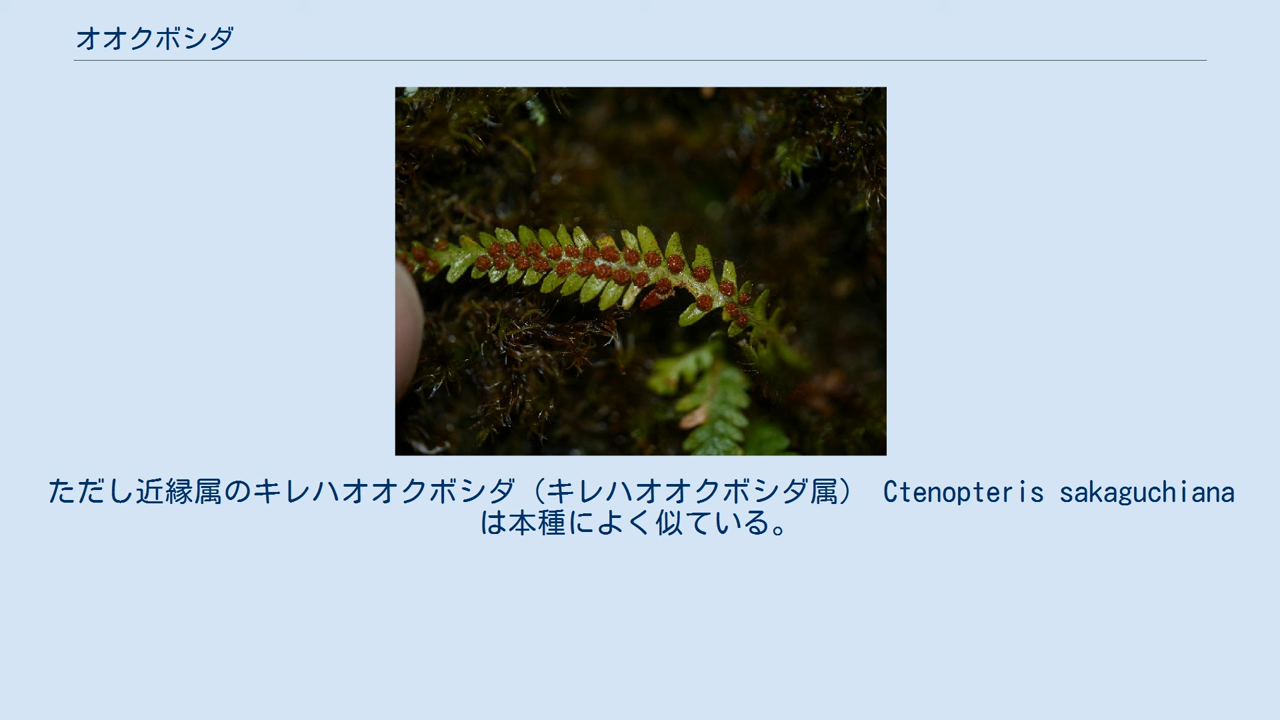 オオクボシダ
ただし近縁属のキレハオオクボシダ（キレハオオクボシダ属） Ctenopteris sakaguchiana
は本種によく似ている。